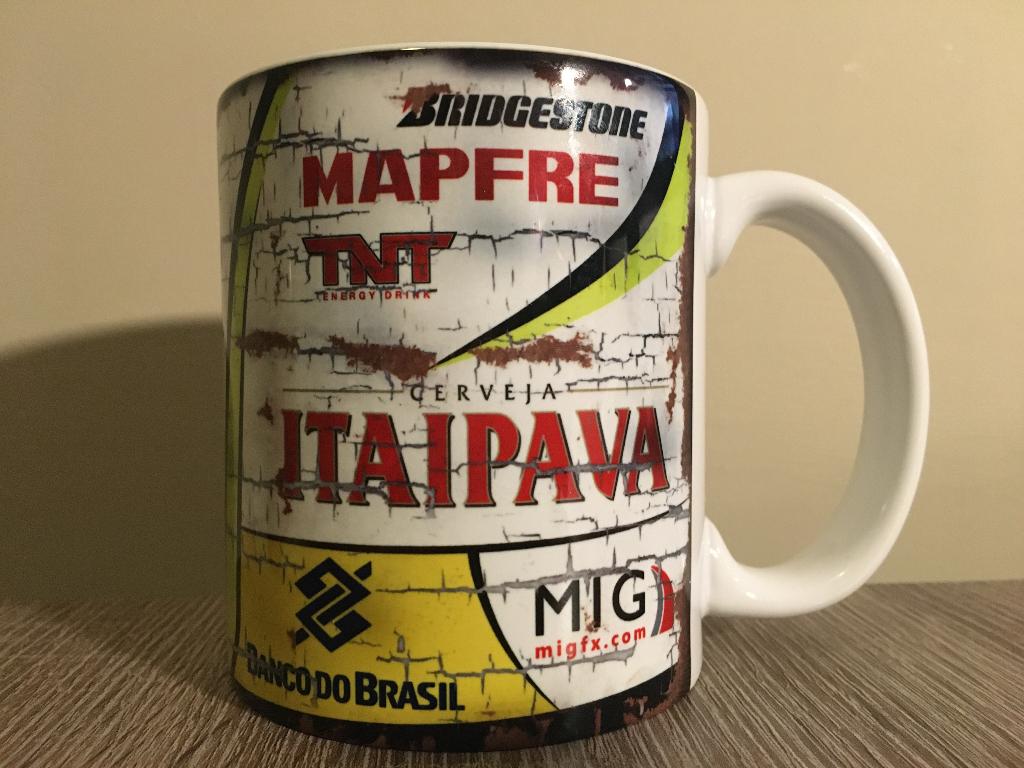 BRIDGESTONE
MAPFRE
TNT
ENERGY DRINK
CERVEJA
ITAIPAVA
MIG
migfx.com
BANCO DO BRASIL